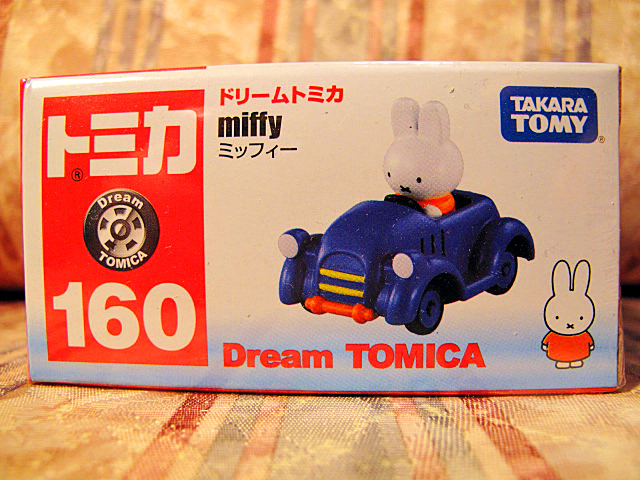 トミカ
®
Dream
TOMICA
160
ドリームトミカ
miffy
ミッフィー
TAKARA
TOMY
®
Dream TOMICA